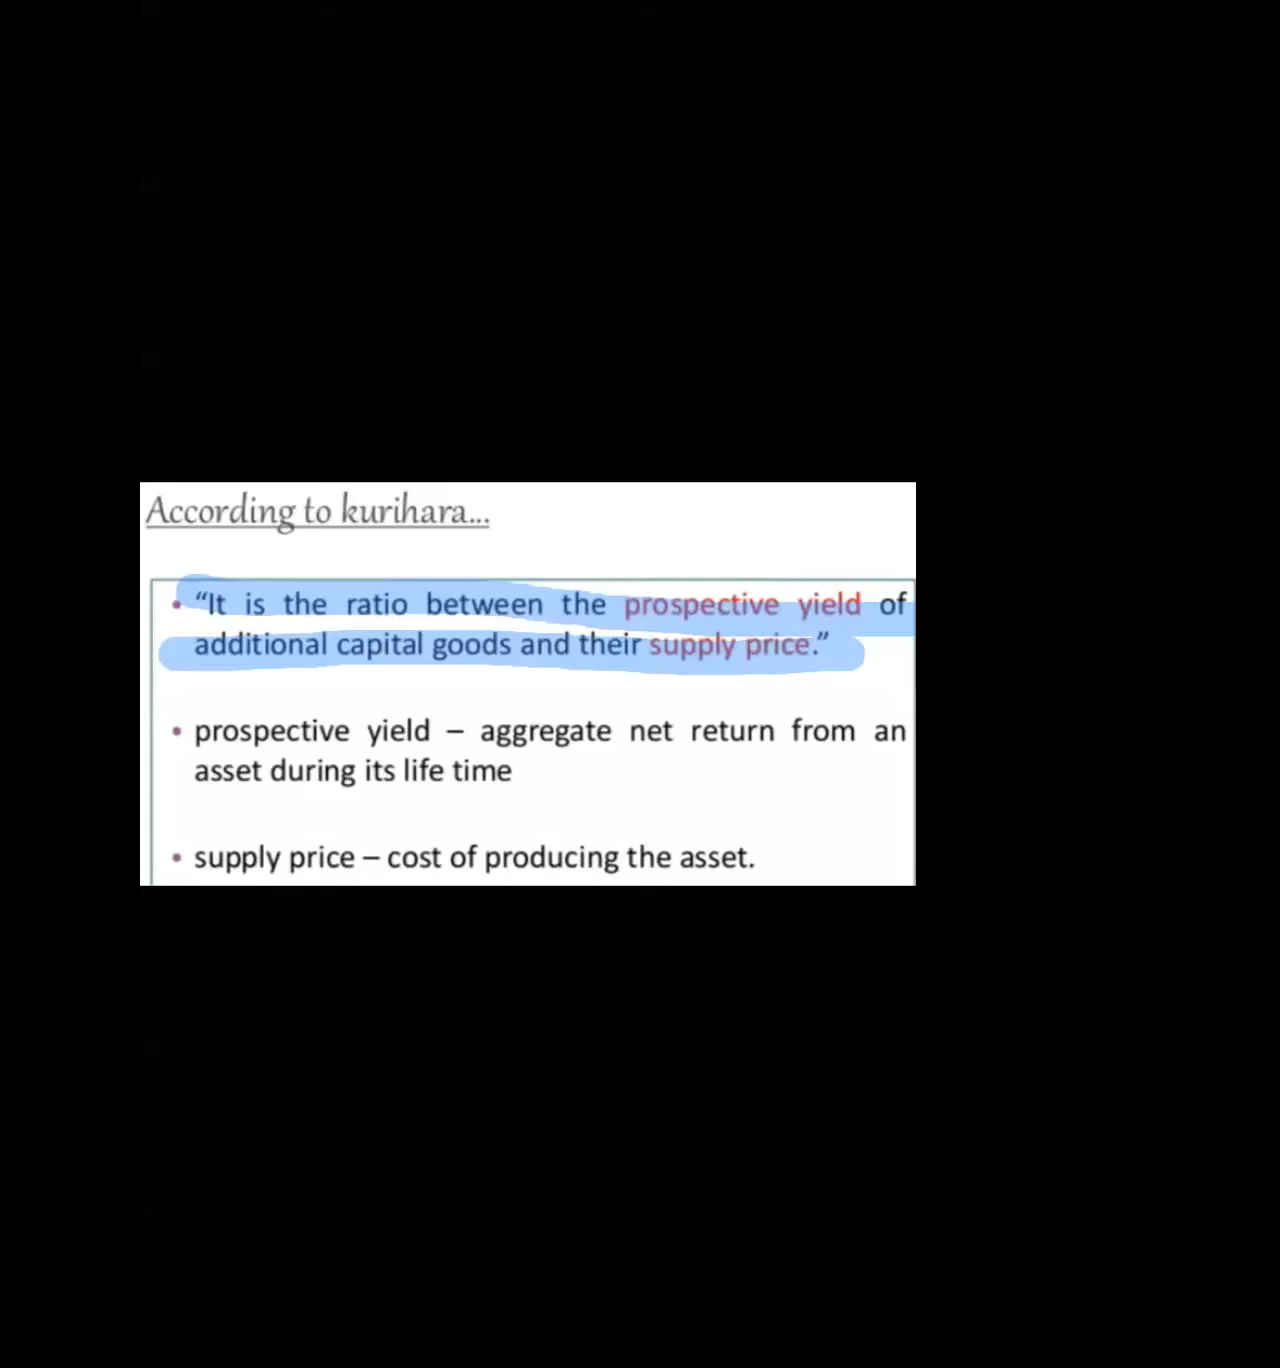 According to kurihara...
• “It is the ratio between the prospective yield of
additional capital goods and their supply price.”
• prospective yield – aggregate net return from an
asset during its life time
• supply price – cost of producing the asset.